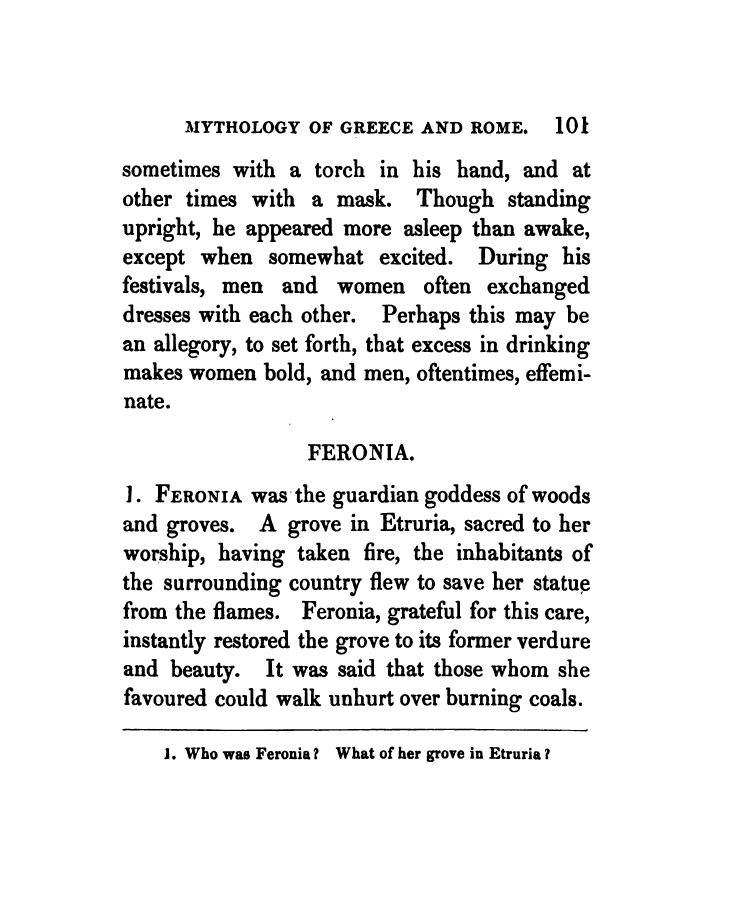 MYTHOLOGY OF GREECE AND ROME. 101
sometimes with a torch in his hand, and at
other times with a mask. Though standing
upright, he appeared more asleep than awake,
except when somewhat excited. During his
festivals, men and women often exchanged
dresses with each other. Perhaps this may be
an allegory, to set forth, that excess in drinking
makes women bold, and men, oftentimes, effemi-
nate.
FERONIA.
1. FERONIA was the guardian goddess of woods
and groves. A grove in Etruria, sacred to her
worship, having taken fire, the inhabitants of
the surrounding country flew to save her statue
from the flames. Feronia, grateful for this care,
instantly restored the grove to its former verdure
and beauty. It was said that those whom she
favoured could walk unhurt over burning coals.
1. Who was Feronia? What of her grove in Etruria?